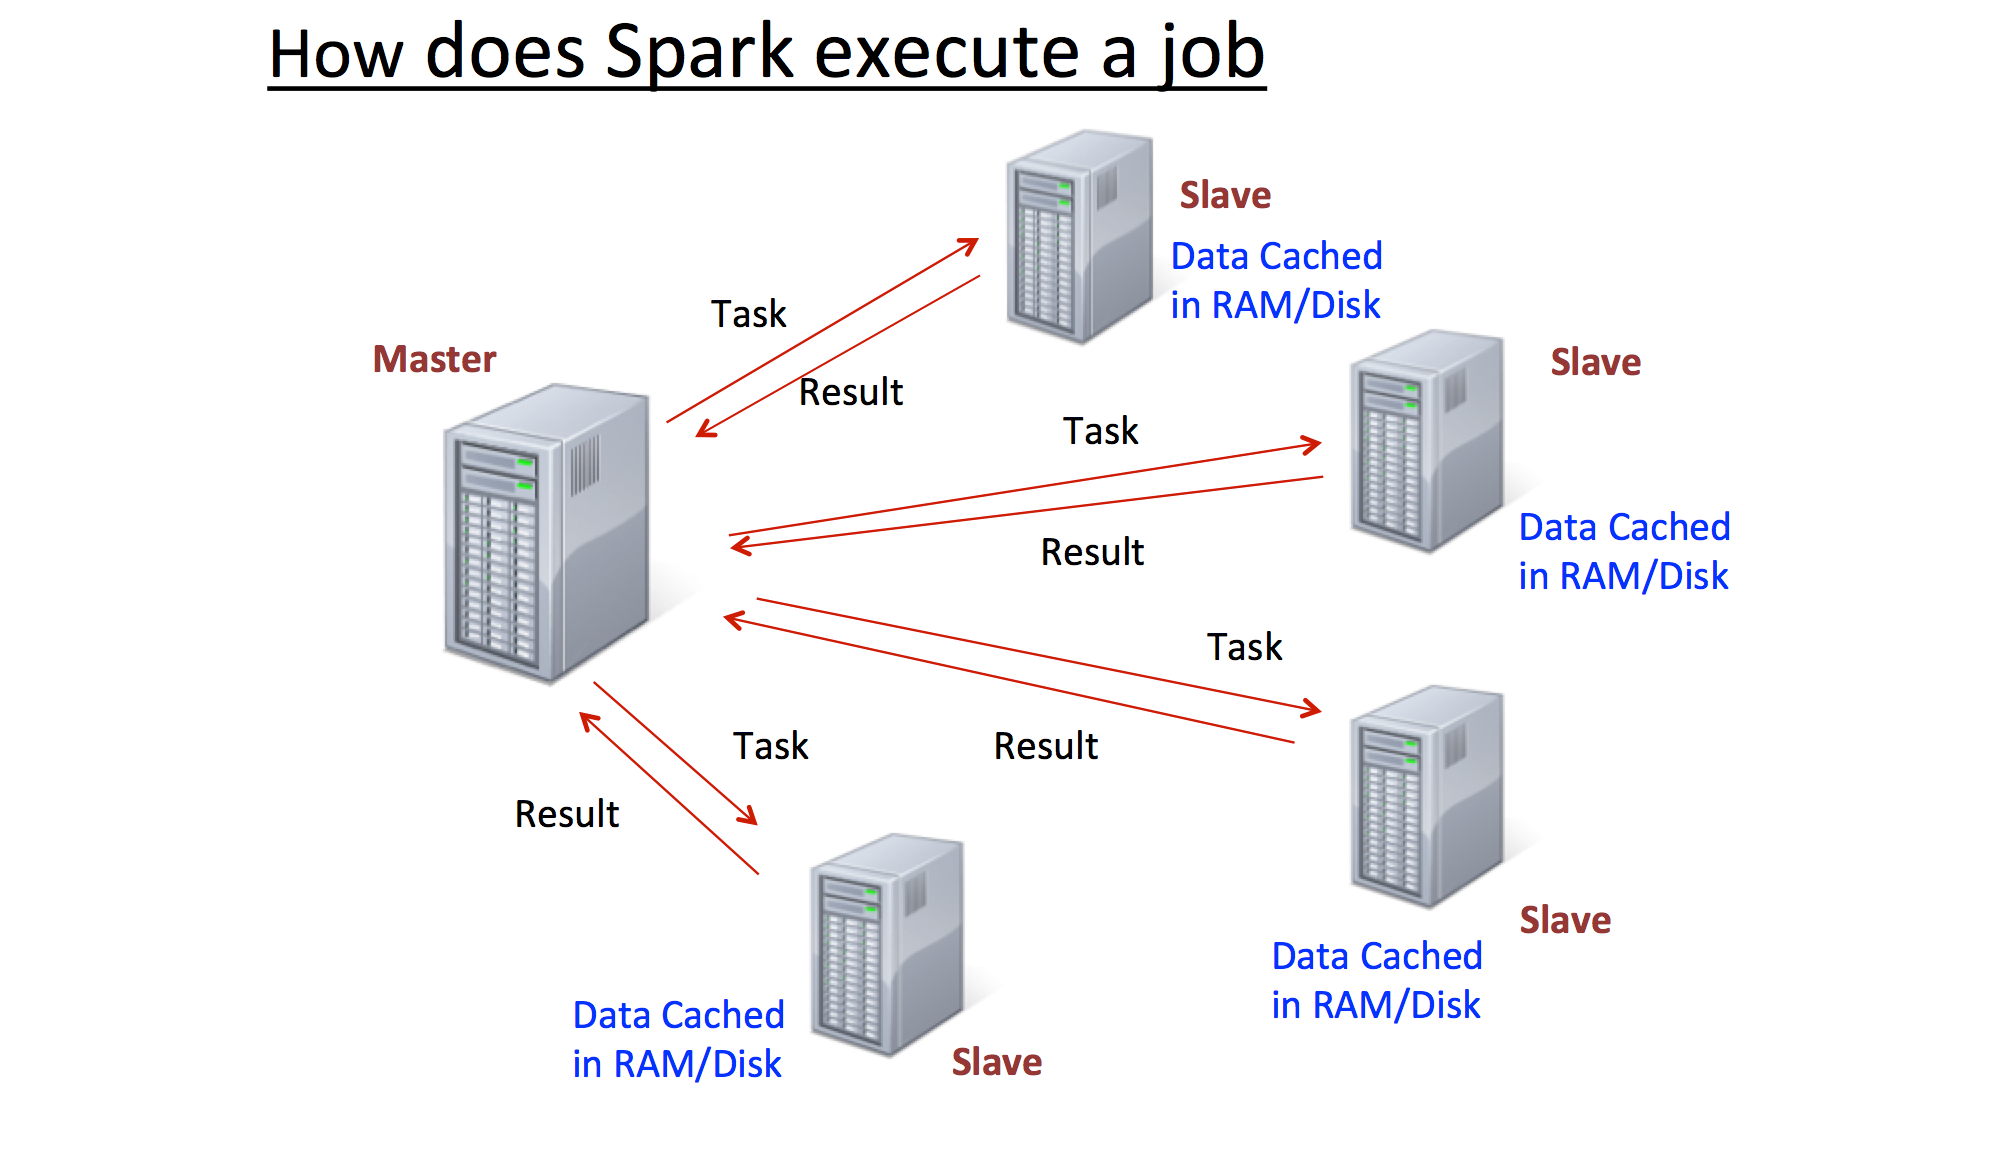 How does Spark execute a job
Slave
Data Cached
in RAM/Disk
Task
Master
Result
Slave
Task
Data Cached
in RAM/Disk
Result
Task
Task
Result
Result
Slave
Data Cached
in RAM/Disk
Data Cached
in RAM/Disk
Slave